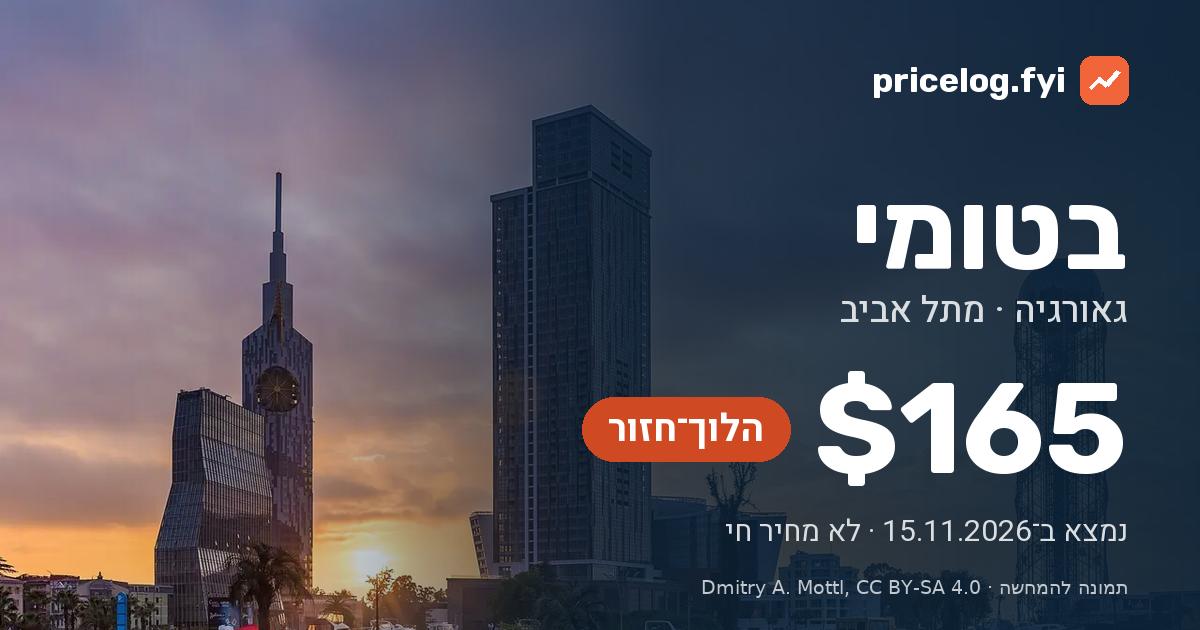 pricelog.fyi
בטומי
גאורגיה · מתל אביב
$165 הלוך־חזור
נמצא ב־15.11.2026 · לא מחיר חי
תמונה להמחשה · Dmitry A. Mottl, CC BY-SA 4.0